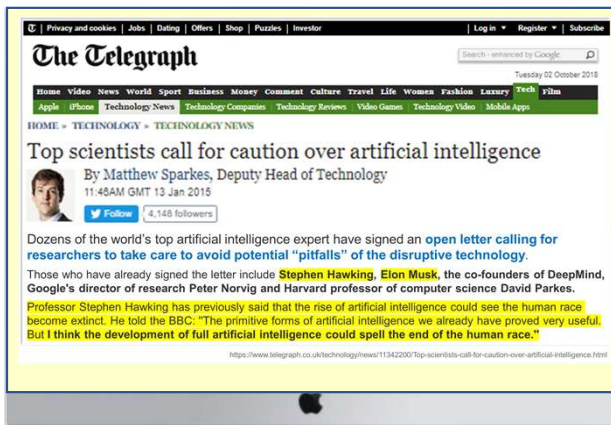 Privacy and cookies | Jobs | Dating | Offers | Shop | Puzzles | Investor | Log in ▼ Register ▼ | Subscribe
The Telegraph
Search - enhanced by Google
Tuesday 02 October 2018
Home Video News World Sport Business Money Comment Culture Travel Life Women Fashion Luxury Tech Film
Apple iPhone Technology News Technology Companies Technology Reviews Video Games Technology Video Mobile Apps
HOME » TECHNOLOGY » TECHNOLOGY NEWS
Top scientists call for caution over artificial intelligence
By Matthew Sparkes, Deputy Head of Technology
11:46AM GMT 13 Jan 2015
Follow 4,146 followers
Dozens of the world's top artificial intelligence expert have signed an open letter calling for
researchers to take care to avoid potential “pitfalls” of the disruptive technology.
Those who have already signed the letter include Stephen Hawking, Elon Musk, the co-founders of DeepMind,
Google's director of research Peter Norvig and Harvard professor of computer science David Parkes.
Professor Stephen Hawking has previously said that the rise of artificial intelligence could see the human race
become extinct. He told the BBC: "The primitive forms of artificial intelligence we already have proved very useful.
But I think the development of full artificial intelligence could spell the end of the human race."
https://www.telegraph.co.uk/technology/news/11342200/Top-scientists-call-for-caution-over-artificial-intelligence.html